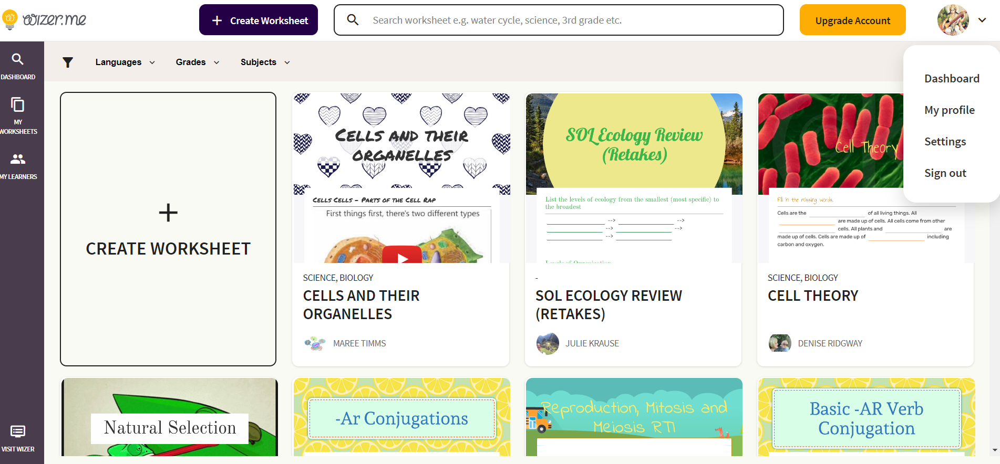 wizer.me
Create Worksheet
Search worksheet e.g. water cycle, science, 3rd grade etc.
Upgrade Account
DASHBOARD
MY
WORKSHEETS
MY LEARNERS
VISIT WIZER
Languages
Grades
Subjects
Dashboard
My profile
Settings
Sign out
CREATE WORKSHEET
CELLS AND THEIR
ORGANELLES
CELLS CELLS - PARTS OF THE CELL RAP
First things first, there's two different types
SCIENCE, BIOLOGY
CELLS AND THEIR
ORGANELLES
MAREE TIMMS
SOL Ecology Review
(Retakes)
List the levels of ecology from the smallest (most specific) to
the broadest
--> -->
--> -->
-->
Levels of Organization
-
SOL ECOLOGY REVIEW
(RETAKES)
JULIE KRAUSE
Cell Theory
Fill in the missing words.
Cells are the of all living things. All
are made up of cells. All cells come from other
cells. All plants and are
made up of cells. Cells are made up of including
carbon and oxygen.
SCIENCE, BIOLOGY
CELL THEORY
DENISE RIDGWAY
Natural Selection
-Ar Conjugations
Reproduction, Mitosis and
Meiosis RTI
Basic -AR Verb
Conjugation